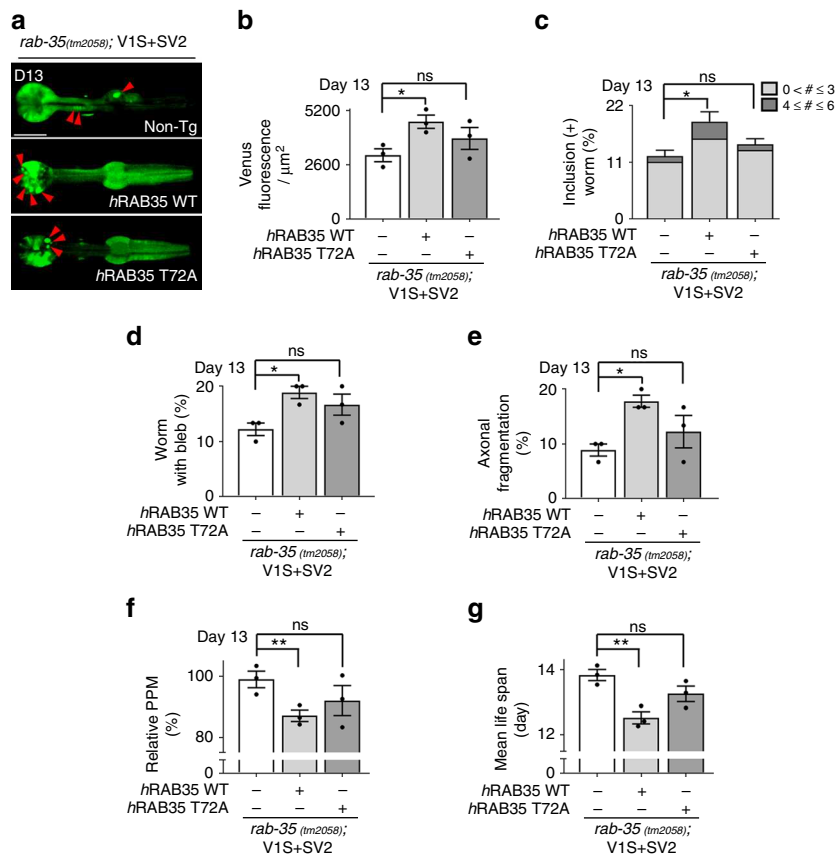 a
rab-35(tm2058); V1S+SV2
D13
Non-Tg
hRAB35 WT
hRAB35 T72A
b
Day 13
ns
*
5200
2600
0
Venus
fluorescence
/ μm2
hRAB35 WT – + –
hRAB35 T72A – – +
rab-35 (tm2058);
V1S+SV2
c
Day 13
ns
*
0 < # ≤ 3
4 ≤ # ≤ 6
22
11
0
Inclusion (+)
worm (%)
hRAB35 WT – + –
hRAB35 T72A – – +
rab-35 (tm2058);
V1S+SV2
d
Day 13
ns
*
20
10
0
Worm
with bleb (%)
hRAB35 WT – + –
hRAB35 T72A – – +
rab-35 (tm2058);
V1S+SV2
e
Day 13
ns
*
20
10
0
Axonal
fragmentation
(%)
hRAB35 WT – + –
hRAB35 T72A – – +
rab-35 (tm2058);
V1S+SV2
f
Day 13
ns
**
100
80
0
Relative PPM
(%)
hRAB35 WT – + –
hRAB35 T72A – – +
rab-35 (tm2058);
V1S+SV2
g
ns
**
14
12
0
Mean life span
(day)
hRAB35 WT – + –
hRAB35 T72A – – +
rab-35 (tm2058);
V1S+SV2